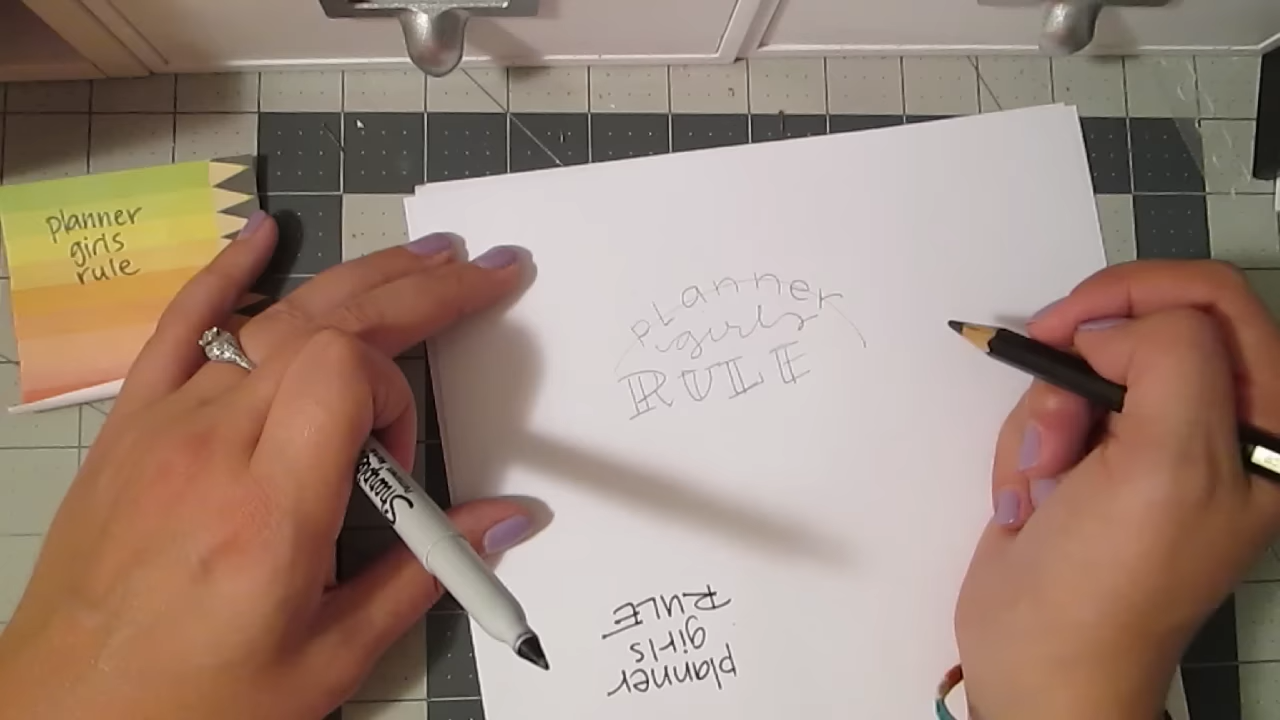 planner
girls
rule
planner
girls
RULE
Sharpie
planner
girls
RULE